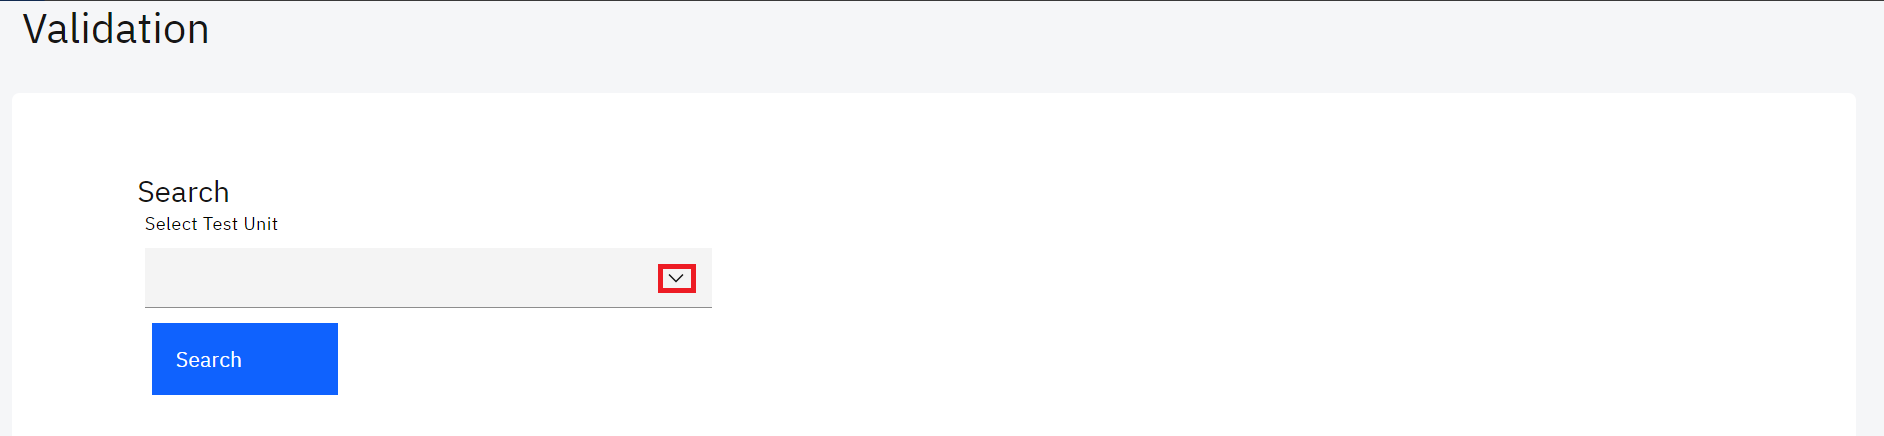 Validation
Search
Select Test Unit
Search